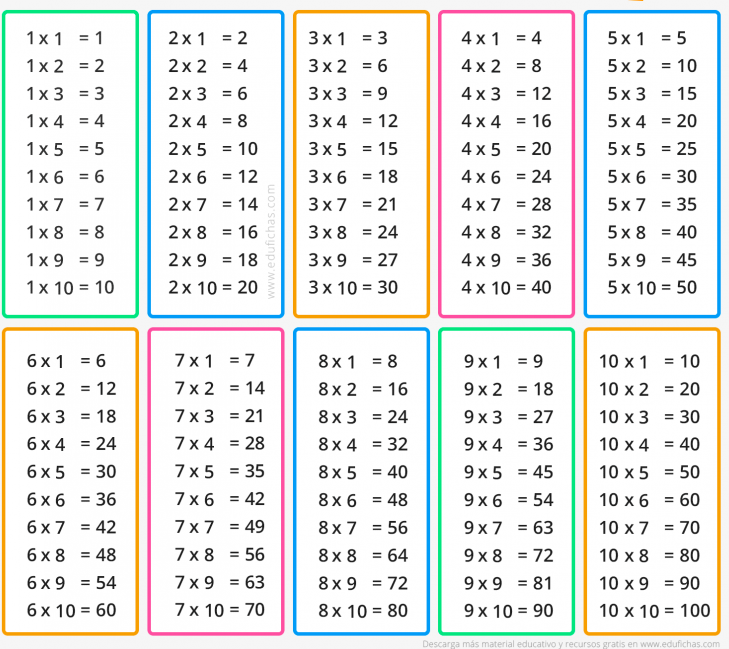 1 x 1 = 1
1 x 2 = 2
1 x 3 = 3
1 x 4 = 4
1 x 5 = 5
1 x 6 = 6
1 x 7 = 7
1 x 8 = 8
1 x 9 = 9
1 x 10 = 10
2 x 1 = 2
2 x 2 = 4
2 x 3 = 6
2 x 4 = 8
2 x 5 = 10
2 x 6 = 12
2 x 7 = 14
2 x 8 = 16
2 x 9 = 18
2 x 10 = 20
www.edufichas.com
3 x 1 = 3
3 x 2 = 6
3 x 3 = 9
3 x 4 = 12
3 x 5 = 15
3 x 6 = 18
3 x 7 = 21
3 x 8 = 24
3 x 9 = 27
3 x 10 = 30
4 x 1 = 4
4 x 2 = 8
4 x 3 = 12
4 x 4 = 16
4 x 5 = 20
4 x 6 = 24
4 x 7 = 28
4 x 8 = 32
4 x 9 = 36
4 x 10 = 40
5 x 1 = 5
5 x 2 = 10
5 x 3 = 15
5 x 4 = 20
5 x 5 = 25
5 x 6 = 30
5 x 7 = 35
5 x 8 = 40
5 x 9 = 45
5 x 10 = 50
6 x 1 = 6
6 x 2 = 12
6 x 3 = 18
6 x 4 = 24
6 x 5 = 30
6 x 6 = 36
6 x 7 = 42
6 x 8 = 48
6 x 9 = 54
6 x 10 = 60
7 x 1 = 7
7 x 2 = 14
7 x 3 = 21
7 x 4 = 28
7 x 5 = 35
7 x 6 = 42
7 x 7 = 49
7 x 8 = 56
7 x 9 = 63
7 x 10 = 70
8 x 1 = 8
8 x 2 = 16
8 x 3 = 24
8 x 4 = 32
8 x 5 = 40
8 x 6 = 48
8 x 7 = 56
8 x 8 = 64
8 x 9 = 72
8 x 10 = 80
9 x 1 = 9
9 x 2 = 18
9 x 3 = 27
9 x 4 = 36
9 x 5 = 45
9 x 6 = 54
9 x 7 = 63
9 x 8 = 72
9 x 9 = 81
9 x 10 = 90
10 x 1 = 10
10 x 2 = 20
10 x 3 = 30
10 x 4 = 40
10 x 5 = 50
10 x 6 = 60
10 x 7 = 70
10 x 8 = 80
10 x 9 = 90
10 x 10 = 100
Descarga más material educativo y recursos gratis en www.edufichas.com